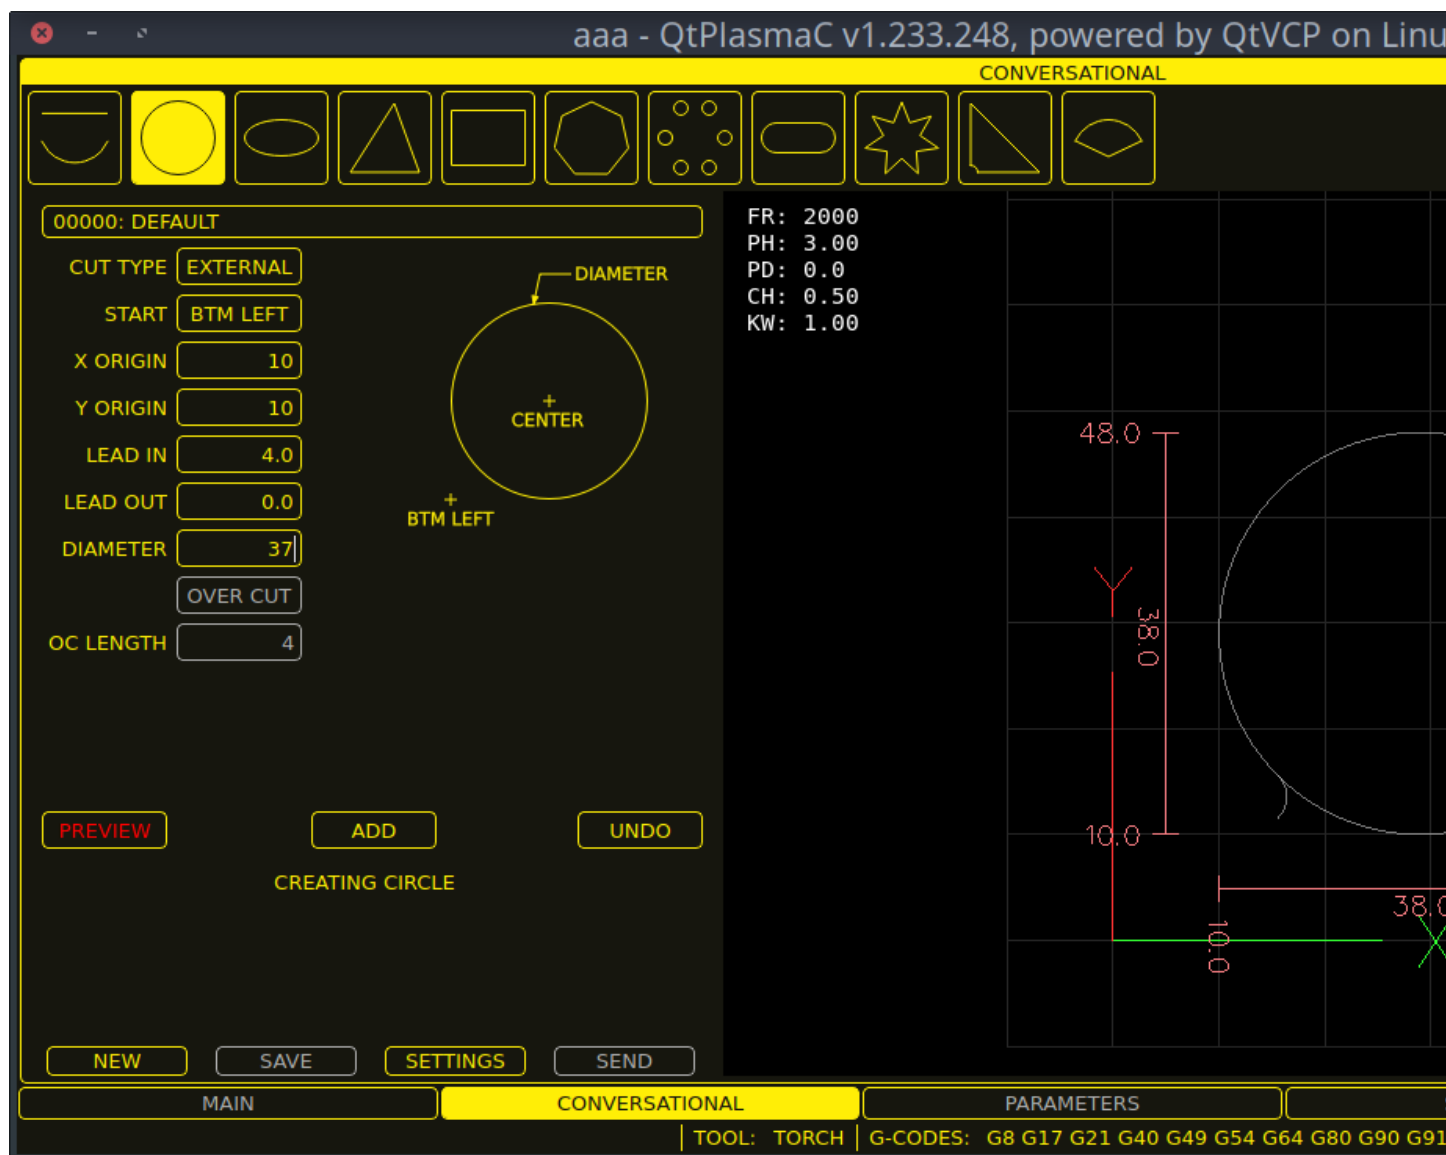 aaa - QtPlasmaC v1.233.248, powered by QtVCP on Linu
CONVERSATIONAL
00000: DEFAULT
CUT TYPE EXTERNAL
START BTM LEFT
X ORIGIN 10
Y ORIGIN 10
LEAD IN 4.0
LEAD OUT 0.0
DIAMETER 37
OVER CUT
OC LENGTH 4
DIAMETER
CENTER
BTM LEFT
PREVIEW ADD UNDO
CREATING CIRCLE
NEW SAVE SETTINGS SEND
FR: 2000
PH: 3.00
PD: 0.0
CH: 0.50
KW: 1.00
48.0
Y
38.0
10.0
38.0
10.0
X
MAIN CONVERSATIONAL PARAMETERS
TOOL: TORCH G-CODES: G8 G17 G21 G40 G49 G54 G64 G80 G90 G91